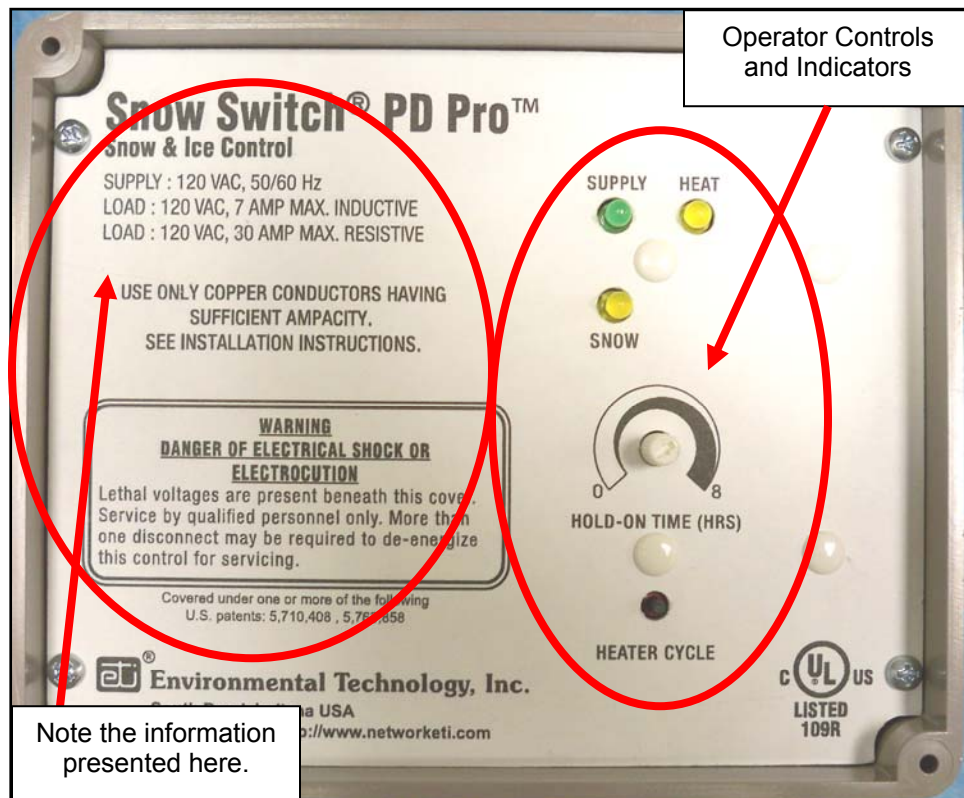 Operator Controls
and Indicators
Snow Switch® PD Pro™
Snow & Ice Control
SUPPLY : 120 VAC, 50/60 Hz
LOAD : 120 VAC, 7 AMP MAX. INDUCTIVE
LOAD : 120 VAC, 30 AMP MAX. RESISTIVE
USE ONLY COPPER CONDUCTORS HAVING
SUFFICIENT AMPACITY.
SEE INSTALLATION INSTRUCTIONS.
WARNING
DANGER OF ELECTRICAL SHOCK OR
ELECTROCUTION
Lethal voltages are present beneath this cover.
Service by qualified personnel only. More than
one disconnect may be required to de-energize
this control for servicing.
Covered under one or more of the following
U.S. patents: 5,710,408 , 5,76 ,858
eti® Environmental Technology, Inc.
USA
://www.networketi.com
Note the information
presented here.
SUPPLY HEAT
SNOW
0 8
HOLD-ON TIME (HRS)
HEATER CYCLE
C UL® US
LISTED
109R